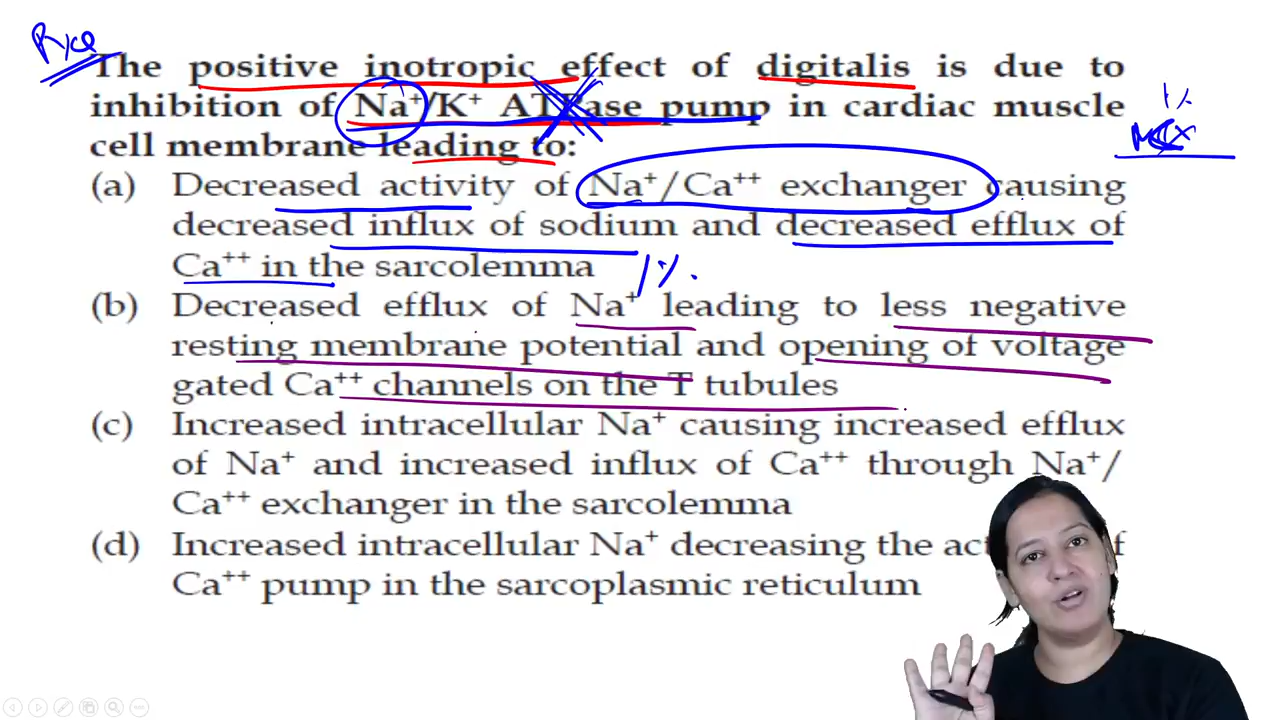 The positive inotropic effect of digitalis is due to
inhibition of Na⁺/K⁺ ATPase pump in cardiac muscle
cell membrane leading to:
(a) Decreased activity of Na⁺/Ca⁺⁺ exchanger causing
decreased influx of sodium and decreased efflux of
Ca⁺⁺ in the sarcolemma
1%
(b) Decreased efflux of Na⁺ leading to less negative
resting membrane potential and opening of voltage
gated Ca⁺⁺ channels on the T tubules
(c) Increased intracellular Na⁺ causing increased efflux
of Na⁺ and increased influx of Ca⁺⁺ through Na⁺/
Ca⁺⁺ exchanger in the sarcolemma
(d) Increased intracellular Na⁺ decreasing the
Ca⁺⁺ pump in the sarcoplasmic reticulum